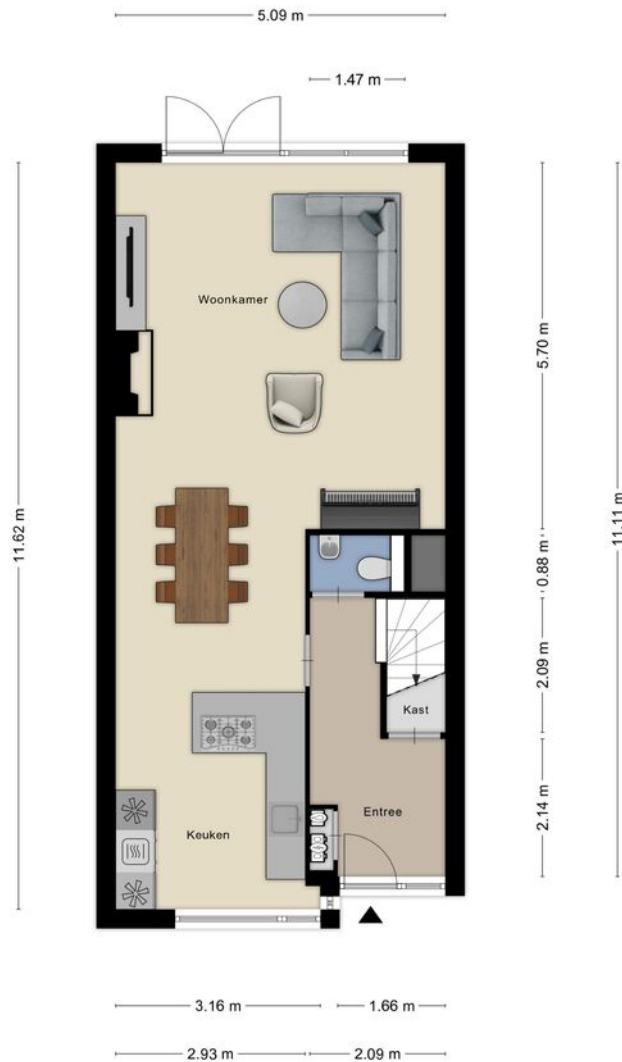 5.09 m
1.47 m
Woonkamer
5.70 m
11.62 m
11.11 m
0.88 m
2.09 m
Kast
2.14 m
Entree
Keuken
3.16 m
1.66 m
2.93 m
2.09 m